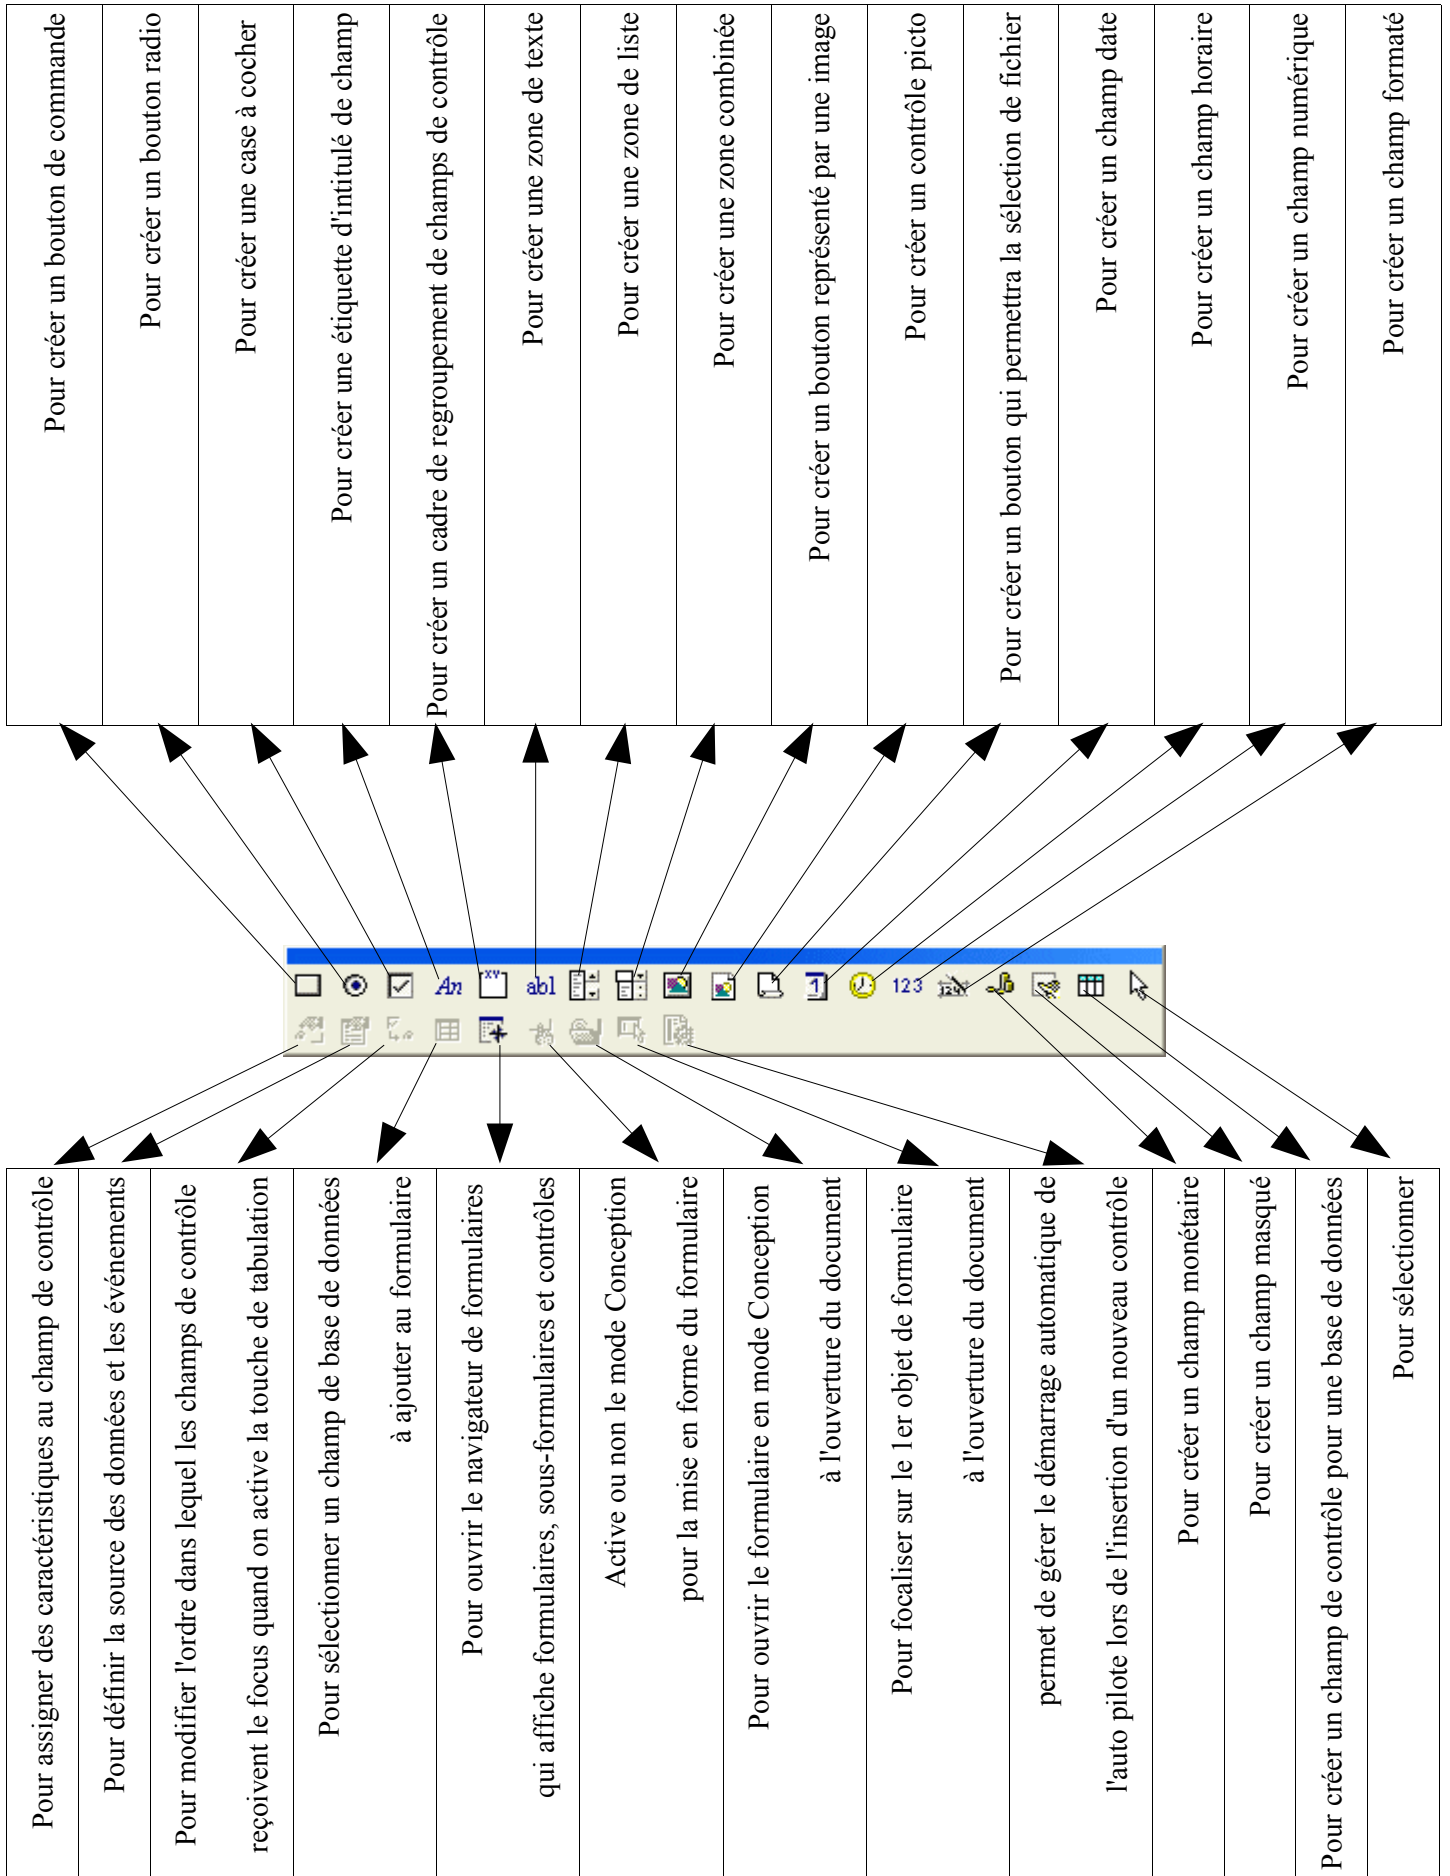 Pour créer un bouton de commande
Pour créer un bouton radio
Pour créer une case à cocher
Pour créer une étiquette d'intitulé de champ
Pour créer un cadre de regroupement de champs de contrôle
Pour créer une zone de texte
Pour créer une zone de liste
Pour créer une zone combinée
Pour créer un bouton représenté par une image
Pour créer un contrôle picto
Pour créer un bouton qui permettra la sélection de fichier
Pour créer un champ date
Pour créer un champ horaire
Pour créer un champ numérique
Pour créer un champ formaté
An
XY
abl
1
123
Pour assigner des caractéristiques au champ de contrôle
Pour définir la source des données et les événements
Pour modifier l'ordre dans lequel les champs de contrôle
reçoivent le focus quand on active la touche de tabulation
Pour sélectionner un champ de base de données
à ajouter au formulaire
Pour ouvrir le navigateur de formulaires
qui affiche formulaires, sous-formulaires et contrôles
Active ou non le mode Conception
pour la mise en forme du formulaire
Pour ouvrir le formulaire en mode Conception
à l'ouverture du document
Pour focaliser sur le 1er objet de formulaire
à l'ouverture du document
permet de gérer le démarrage automatique de
l'auto pilote lors de l'insertion d'un nouveau contrôle
Pour créer un champ monétaire
Pour créer un champ masqué
Pour créer un champ de contrôle pour une base de données
Pour sélectionner